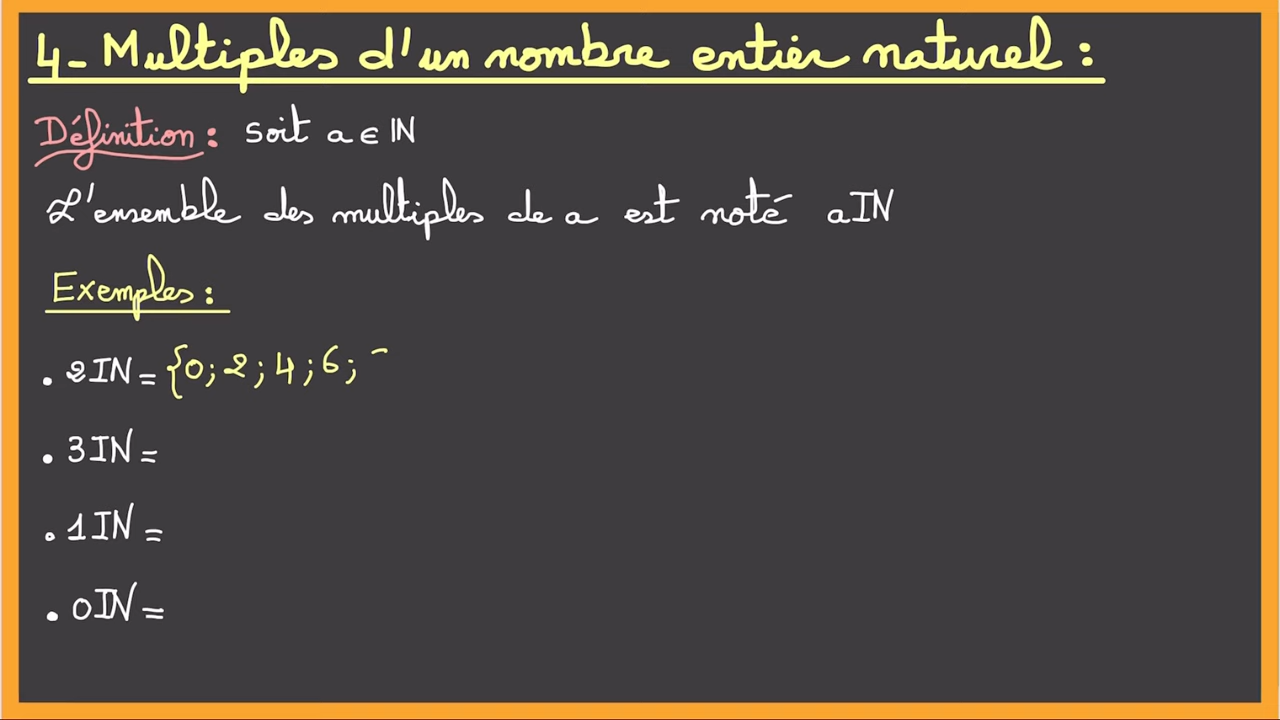 4- Multiples d'un nombre entier naturel :
Définition : Soit a ∈ IN
L'ensemble des multiples de a est noté aIN
Exemples :
. 2IN = {0; 2; 4; 6;
. 3IN =
. 1IN =
. 0IN =